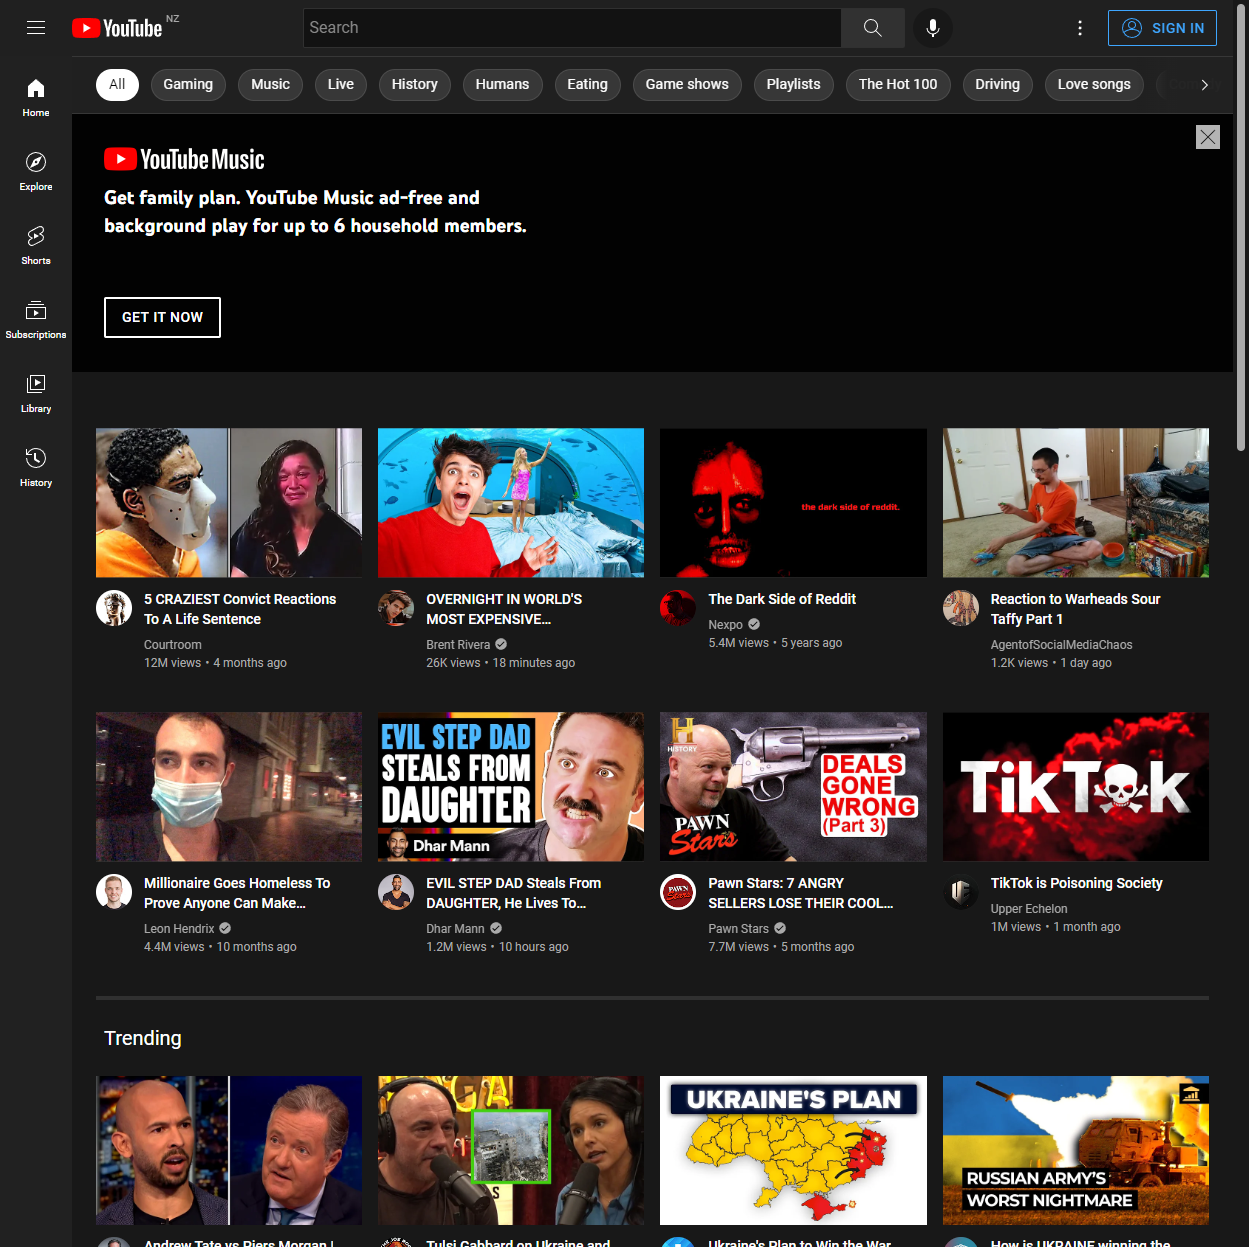 YouTube NZ
Search
SIGN IN
All
Gaming
Music
Live
History
Humans
Eating
Game shows
Playlists
The Hot 100
Driving
Love songs
Home
Explore
Shorts
Subscriptions
Library
History
YouTube Music
Get family plan. YouTube Music ad-free and
background play for up to 6 household members.
GET IT NOW
the dark side of reddit.
5 CRAZIEST Convict Reactions
To A Life Sentence
Courtroom
12M views • 4 months ago
OVERNIGHT IN WORLD'S
MOST EXPENSIVE...
Brent Rivera
26K views • 18 minutes ago
The Dark Side of Reddit
Nexpo
5.4M views • 5 years ago
Reaction to Warheads Sour
Taffy Part 1
AgentofSocialMediaChaos
1.2K views • 1 day ago
EVIL STEP DAD
STEALS FROM
DAUGHTER
Dhar Mann
H
HISTORY
DEALS
GONE
WRONG
(Part 3)
PAWN
Stars
TikTok
Millionaire Goes Homeless To
Prove Anyone Can Make...
Leon Hendrix
4.4M views • 10 months ago
EVIL STEP DAD Steals From
DAUGHTER, He Lives To...
Dhar Mann
1.2M views • 10 hours ago
PAWN
Stars
Pawn Stars: 7 ANGRY
SELLERS LOSE THEIR COOL...
Pawn Stars
7.7M views • 5 months ago
TikTok is Poisoning Society
Upper Echelon
1M views • 1 month ago
Trending
UKRAINE'S PLAN
RUSSIAN ARMY'S
WORST NIGHTMARE
Andrew Tate vs Piers Morgan |
Tulsi Gabbard on Ukraine and
Ukraine's Plan to Win the War
How is UKRAINE winning the